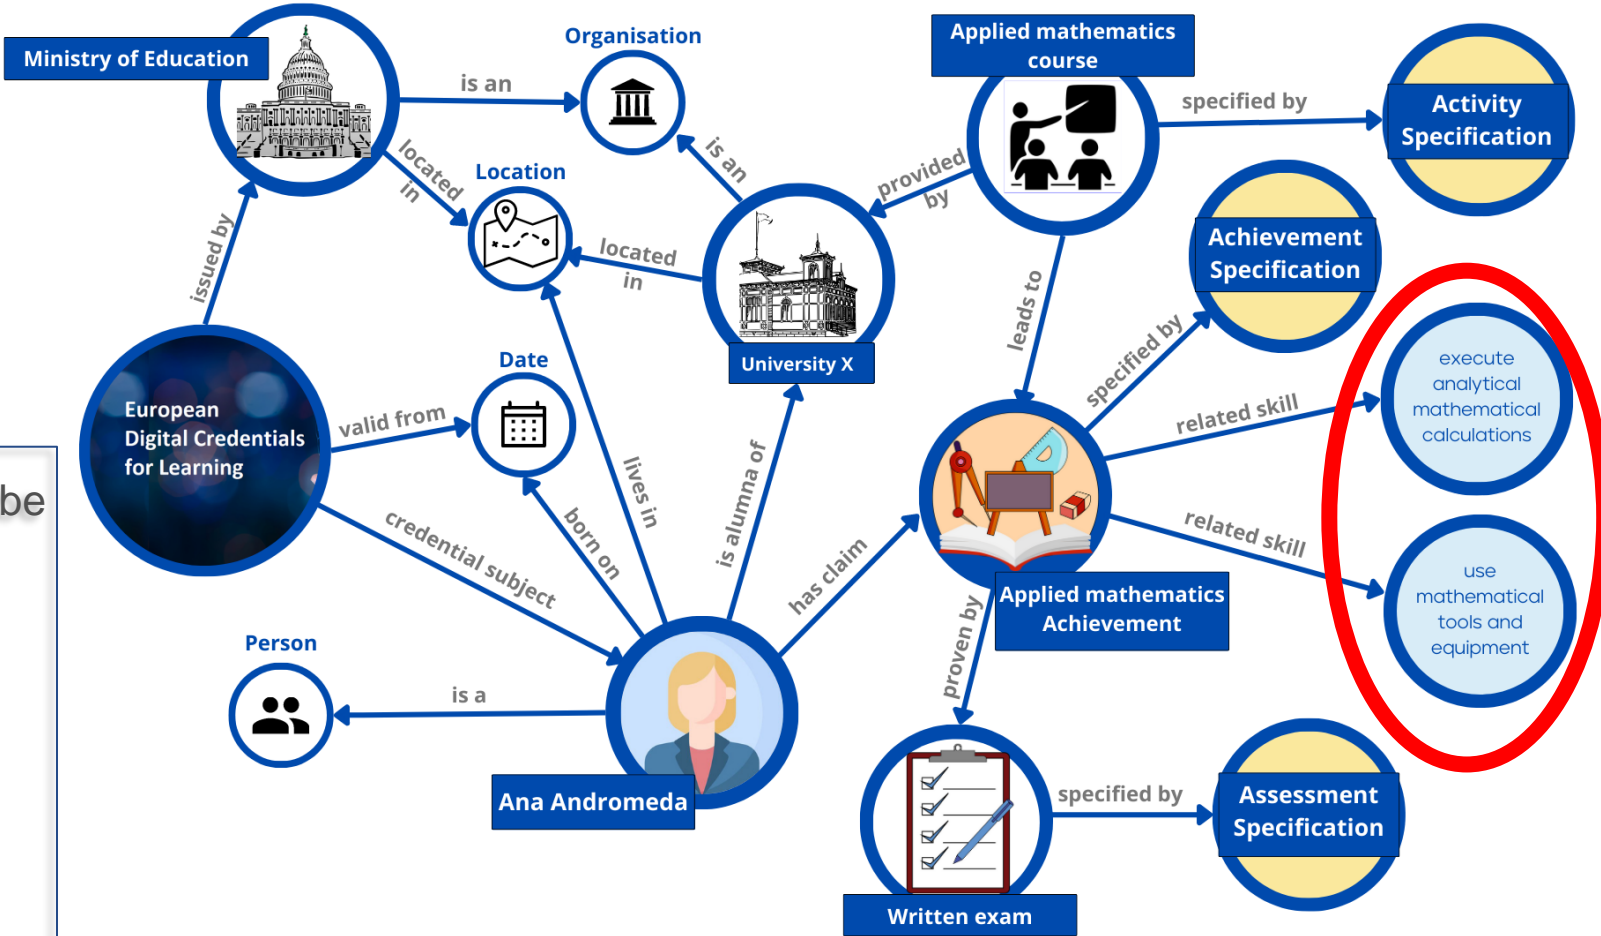 Ministry of Education
is an
Organisation
Applied mathematics
course
specified by
Activity
Specification
located
in
Location
is an
provided
by
Achievement
Specification
issued by
located
in
University X
leads to
specified by
execute
analytical
mathematical
calculations
European
Digital Credentials
for Learning
valid from
Date
lives in
is alumna of
related skill
be
credential subject
born on
has claim
related skill
use
mathematical
tools and
equipment
Applied mathematics
Achievement
proven by
Person
is a
Ana Andromeda
specified by
Assessment
Specification
Written exam